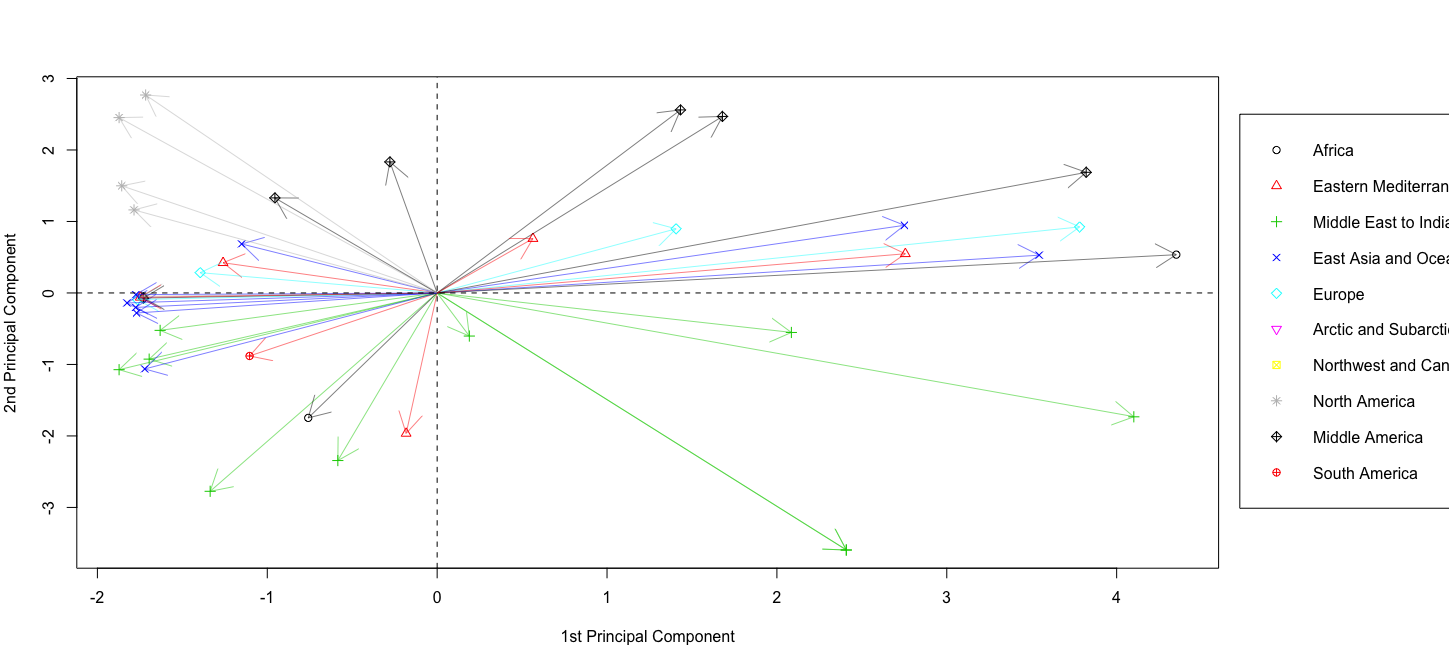 3
2
1
0
-1
-2
-3
2nd Principal Component
-2
-1
0
1
2
3
4
1st Principal Component
Africa
Eastern Mediterran
Middle East to India
East Asia and Ocea
Europe
Arctic and Subarctic
Northwest and Can
North America
Middle America
South America